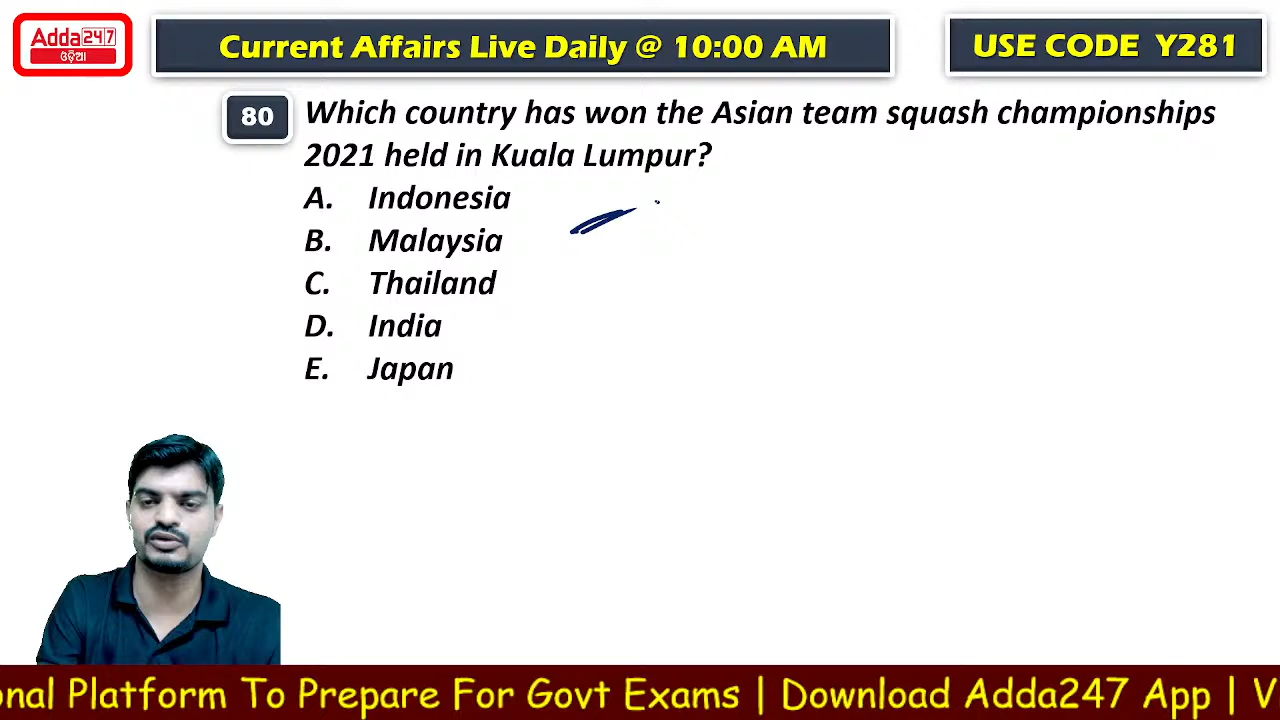 Adda247
ଓଡ଼ିଆ
Current Affairs Live Daily @ 10:00 AM
USE CODE Y281
80 Which country has won the Asian team squash championships
2021 held in Kuala Lumpur?
A. Indonesia
B. Malaysia
C. Thailand
D. India
E. Japan
onal Platform To Prepare For Govt Exams | Download Adda247 App | V